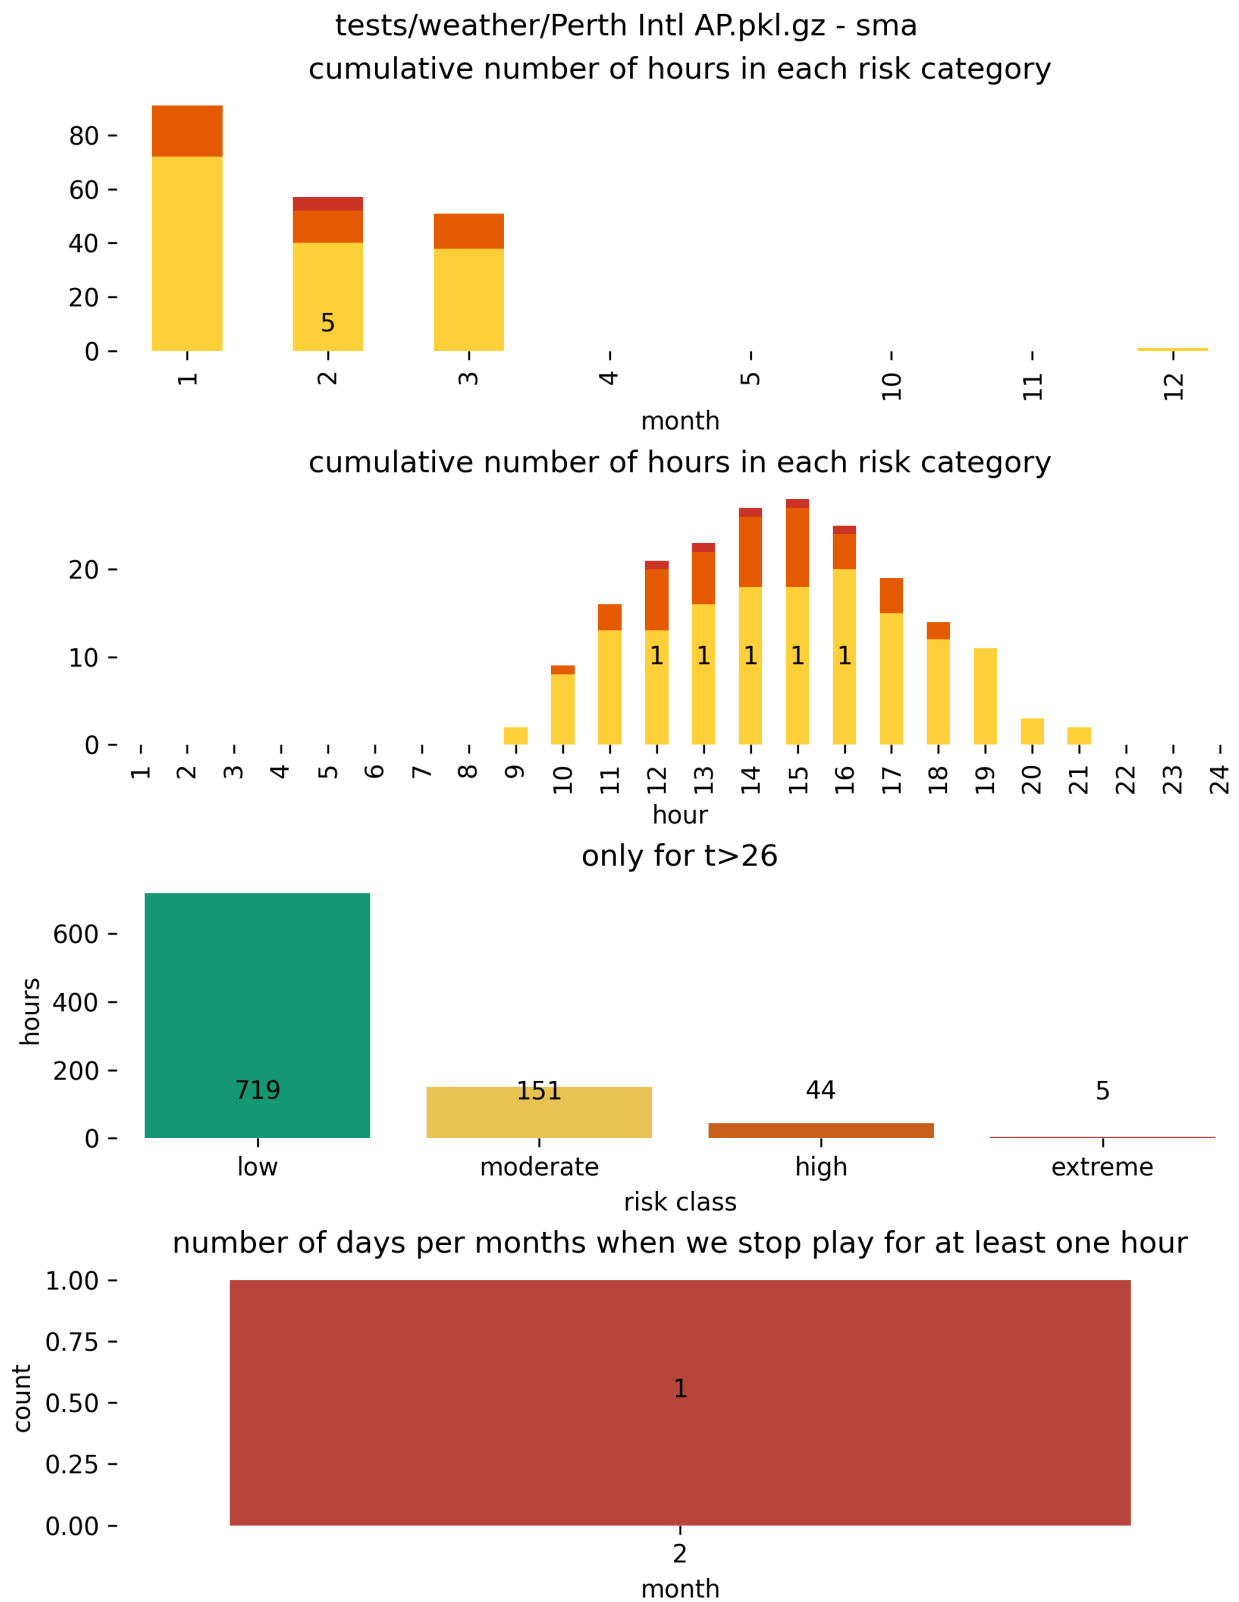 tests/weather/Perth Intl AP.pkl.gz - sma
cumulative number of hours in each risk category
80
60
40
20
0
5
1 2 3 4 5 10 11 12
month
cumulative number of hours in each risk category
20
10
0
1 1 1 1 1
1 2 3 4 5 6 7 8 9 10 11 12 13 14 15 16 17 18 19 20 21 22 23 24
hour
only for t>26
hours
600
400
200
0
719 151 44 5
low moderate high extreme
risk class
number of days per months when we stop play for at least one hour
count
1.00
0.75
0.50
0.25
0.00
1
2
month